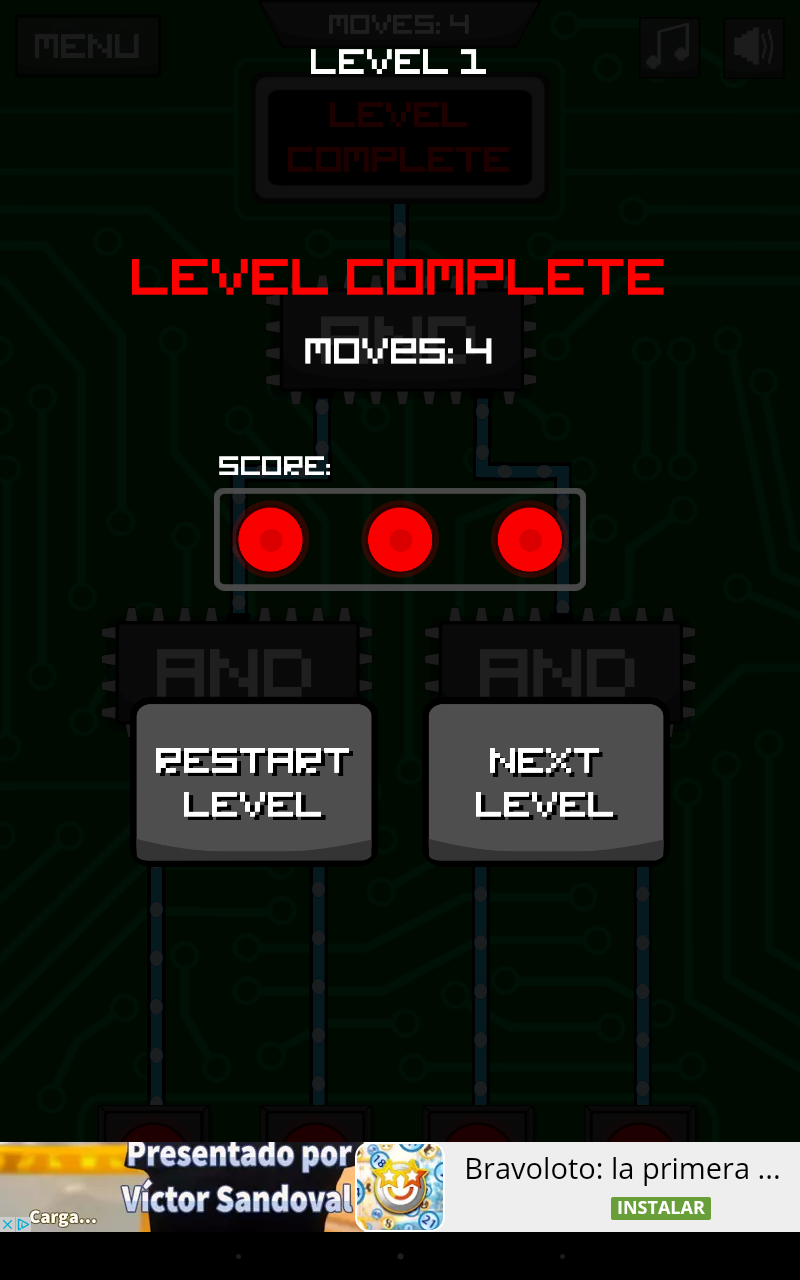 MENU
MOVES: 4
LEVEL 1
LEVEL
COMPLETE
LEVEL COMPLETE
AND
MOVES: 4
SCORE:
AND AND
RESTART
LEVEL
NEXT
LEVEL
Presentado por
Víctor Sandoval
Carga...
Bravoloto: la primera ...
INSTALAR